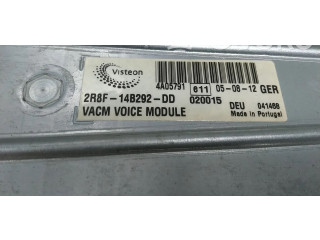 Visteon
4A05791 611 05-08-12 GER
2R8F-14B292-DD 020015 DEU 041468
VACM VOICE MODULE Made in Portugal